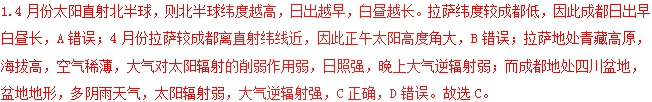 1.4 月份太阳直射北半球，则北半球纬度越高，日出越早，白昼越长。拉萨纬度较成都低，因此成都日出早
白昼长，A 错误；4 月份拉萨较成都离直射纬线近，因此正午太阳高度角大，B 错误；拉萨地处青藏高原，
海拔高，空气稀薄，大气对太阳辐射的削弱作用弱，日照强，晚上大气逆辐射弱；而成都地处四川盆地，
盆地地形，多阴雨天气，太阳辐射弱，大气逆辐射强，C 正确，D 错误。故选 C。